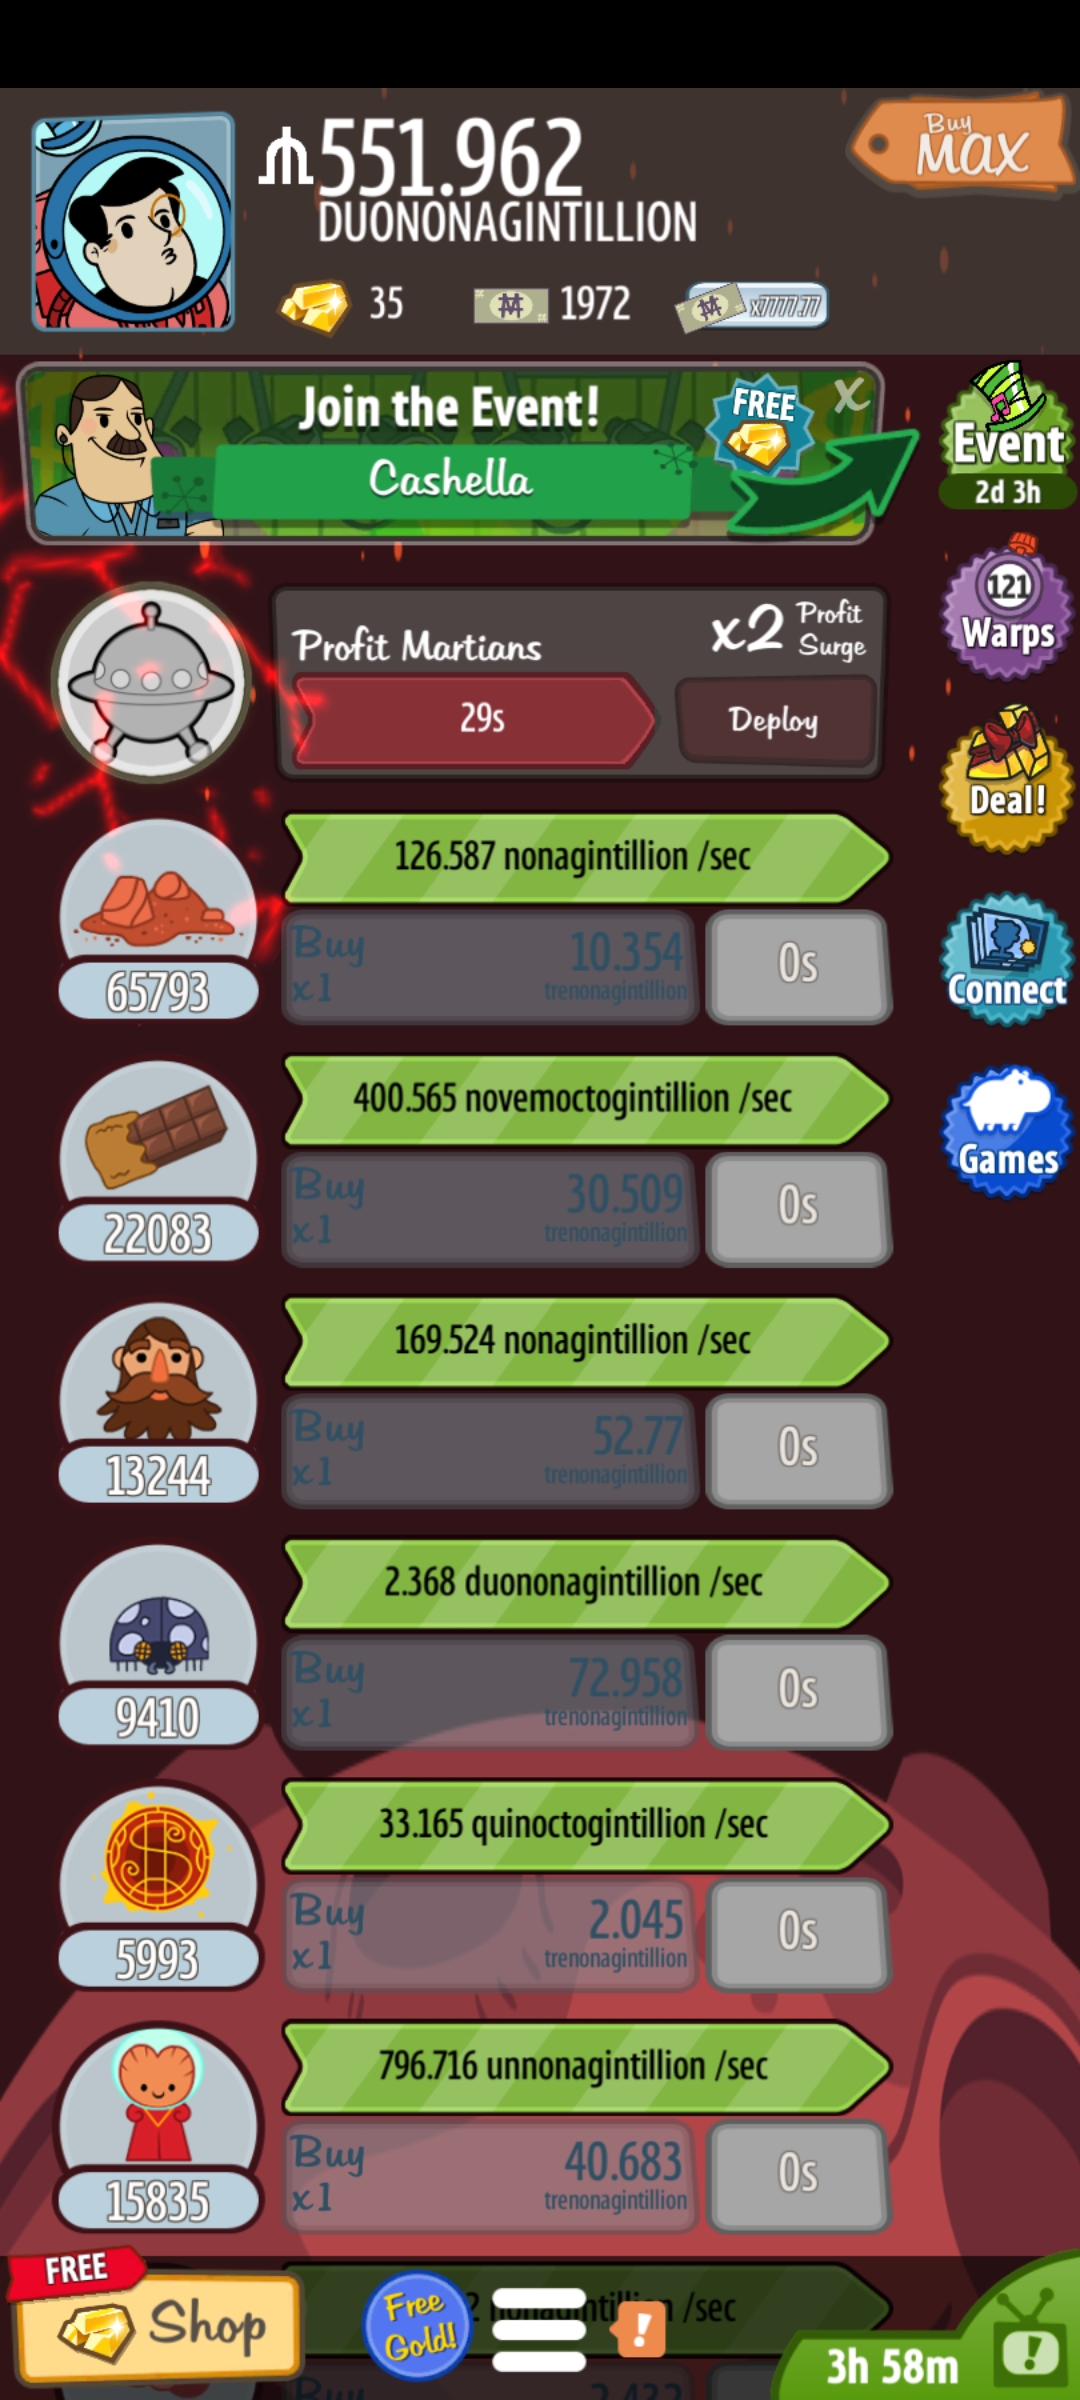 551.962
DUONONAGINTILLION
Buy
MAX
35
1972
x7777.77
Join the Event!
FREE
X
Cashella
Event
2d 3h
121
Warps
Profit Martians
x2 Profit
Surge
29s
Deploy
Deal!
126.587 nonagintillion /sec
65793
Buy
x1
10.354
trenonagintillion
0s
Connect
400.565 novemoctogintillion /sec
22083
Buy
x1
30.509
trenonagintillion
0s
Games
169.524 nonagintillion /sec
13244
Buy
x1
52.77
trenonagintillion
0s
2.368 duononagintillion /sec
9410
Buy
x1
72.958
trenonagintillion
0s
33.165 quinoctogintillion /sec
5993
Buy
x1
2.045
trenonagintillion
0s
796.716 unnonagintillion /sec
15835
Buy
x1
40.683
trenonagintillion
0s
FREE
Shop
Free
Gold!
/sec
!
3h 58m
!
Buy
2.432